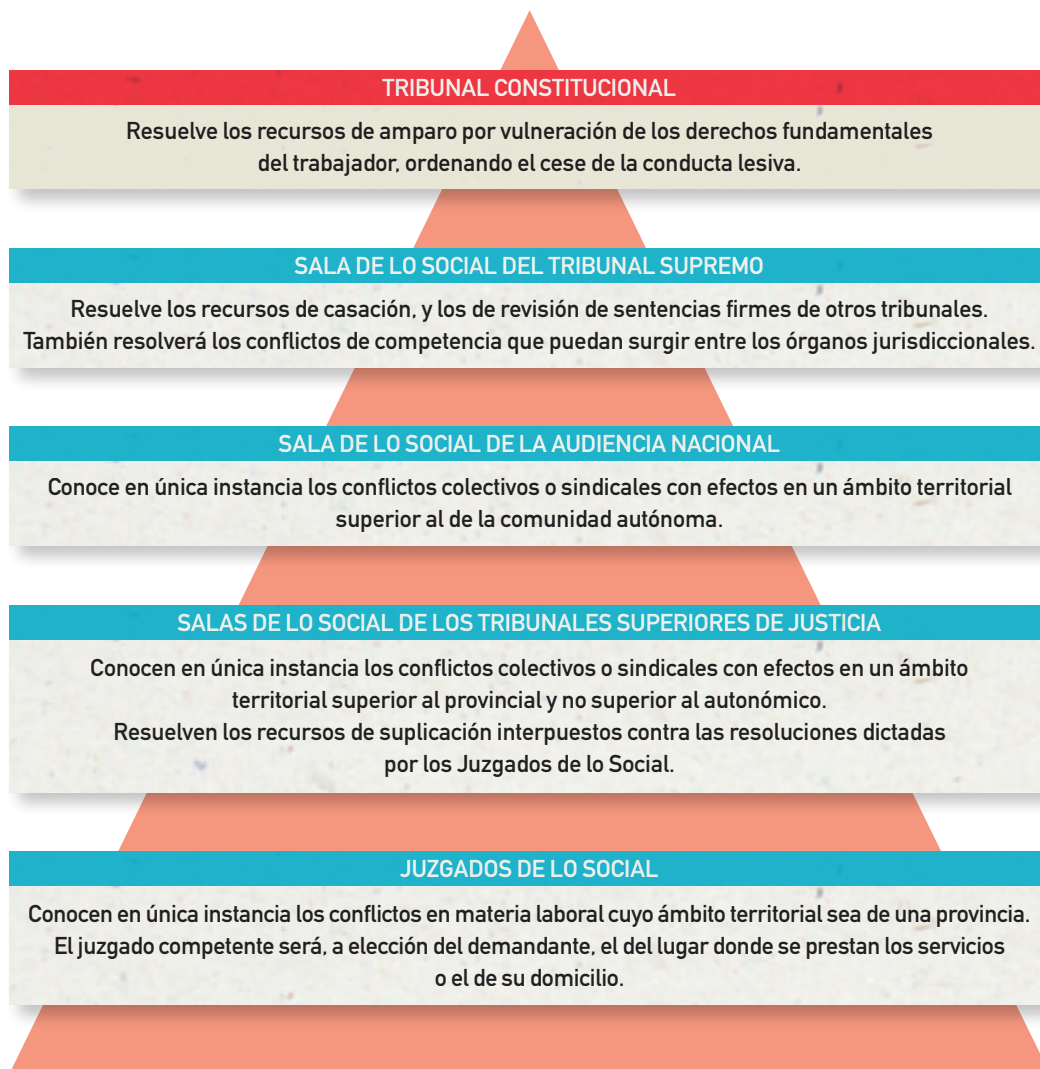 TRIBUNAL CONSTITUCIONAL
Resuelve los recursos de amparo por vulneración de los derechos fundamentales
del trabajador, ordenando el cese de la conducta lesiva.
SALA DE LO SOCIAL DEL TRIBUNAL SUPREMO
Resuelve los recursos de casación, y los de revisión de sentencias firmes de otros tribunales.
También resolverá los conflictos de competencia que puedan surgir entre los órganos jurisdiccionales.
SALA DE LO SOCIAL DE LA AUDIENCIA NACIONAL
Conoce en única instancia los conflictos colectivos o sindicales con efectos en un ámbito territorial
superior al de la comunidad autónoma.
SALAS DE LO SOCIAL DE LOS TRIBUNALES SUPERIORES DE JUSTICIA
Conocen en única instancia los conflictos colectivos o sindicales con efectos en un ámbito
territorial superior al provincial y no superior al autonómico.
Resuelven los recursos de suplicación interpuestos contra las resoluciones dictadas
por los Juzgados de lo Social.
JUZGADOS DE LO SOCIAL
Conocen en única instancia los conflictos en materia laboral cuyo ámbito territorial sea de una provincia.
El juzgado competente será, a elección del demandante, el del lugar donde se prestan los servicios
o el de su domicilio.